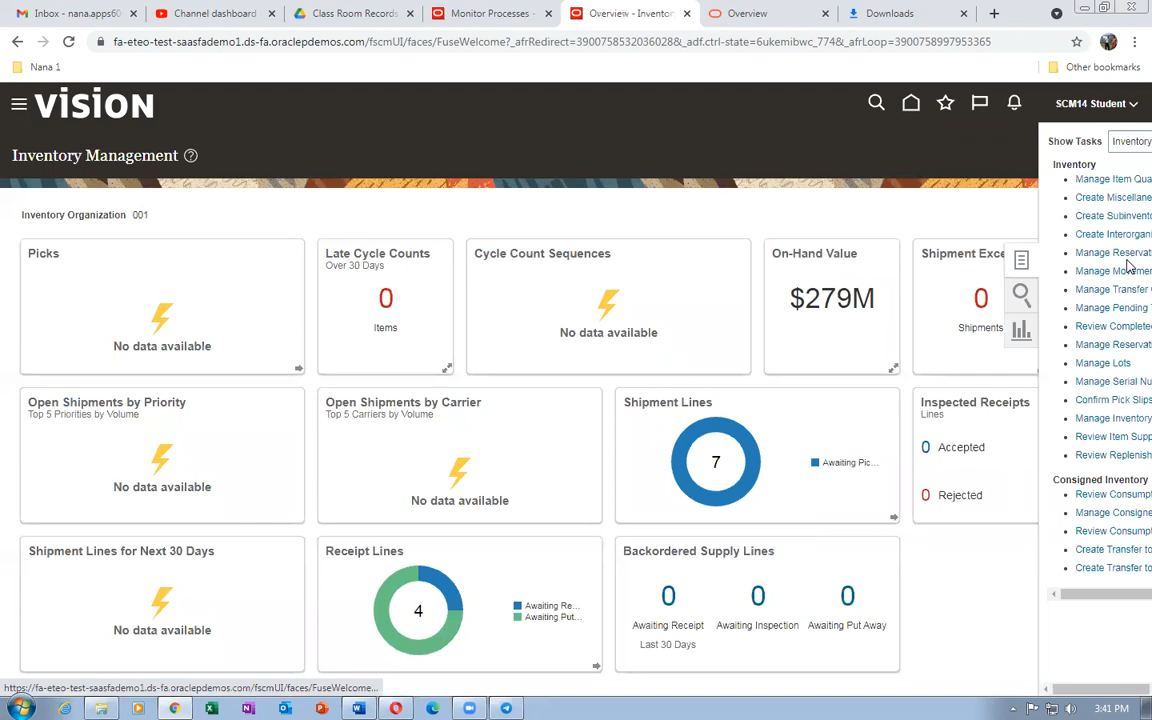 Inbox - nana.apps60
Channel dashboard
Class Room Records
Monitor Processes -
Overview - Inventory
Overview
Downloads
fa-eteo-test-saasfademo1.ds-fa.oraclepdemos.com/fscmUI/faces/FuseWelcome?_afrRedirect=3900758532036028&_adf.ctrl-state=6ukemibwc_774&_afrLoop=3900758997953365
Nana 1
Other bookmarks
VISION
SCM14 Student
Inventory Management
Show Tasks
Inventory
Inventory
Manage Item Qua
Create Miscellane
Create Subinvento
Create Interorgani
Manage Reservat
Manage Movemen
Manage Transfer
Manage Pending
Review Completed
Manage Reservati
Manage Lots
Manage Serial Nu
Confirm Pick Slips
Manage Inventory
Review Item Supp
Review Replenish
Consigned Inventory
Review Consumpt
Manage Consigne
Review Consumpt
Create Transfer to
Create Transfer to
Inventory Organization 001
Picks
No data available
Late Cycle Counts
Over 30 Days
0
Items
Cycle Count Sequences
No data available
On-Hand Value
$279M
Shipment Exce
0
Shipments
Open Shipments by Priority
Top 5 Priorities by Volume
No data available
Open Shipments by Carrier
Top 5 Carriers by Volume
No data available
Shipment Lines
7
Awaiting Pic...
Inspected Receipts
Lines
0 Accepted
0 Rejected
Shipment Lines for Next 30 Days
No data available
Receipt Lines
4
Awaiting Re...
Awaiting Put...
Backordered Supply Lines
0 0 0
Awaiting Receipt Awaiting Inspection Awaiting Put Away
Last 30 Days
https://fa-eteo-test-saasfademo1.ds-fa.oraclepdemos.com/fscmUI/faces/FuseWelcome...
3:41 PM